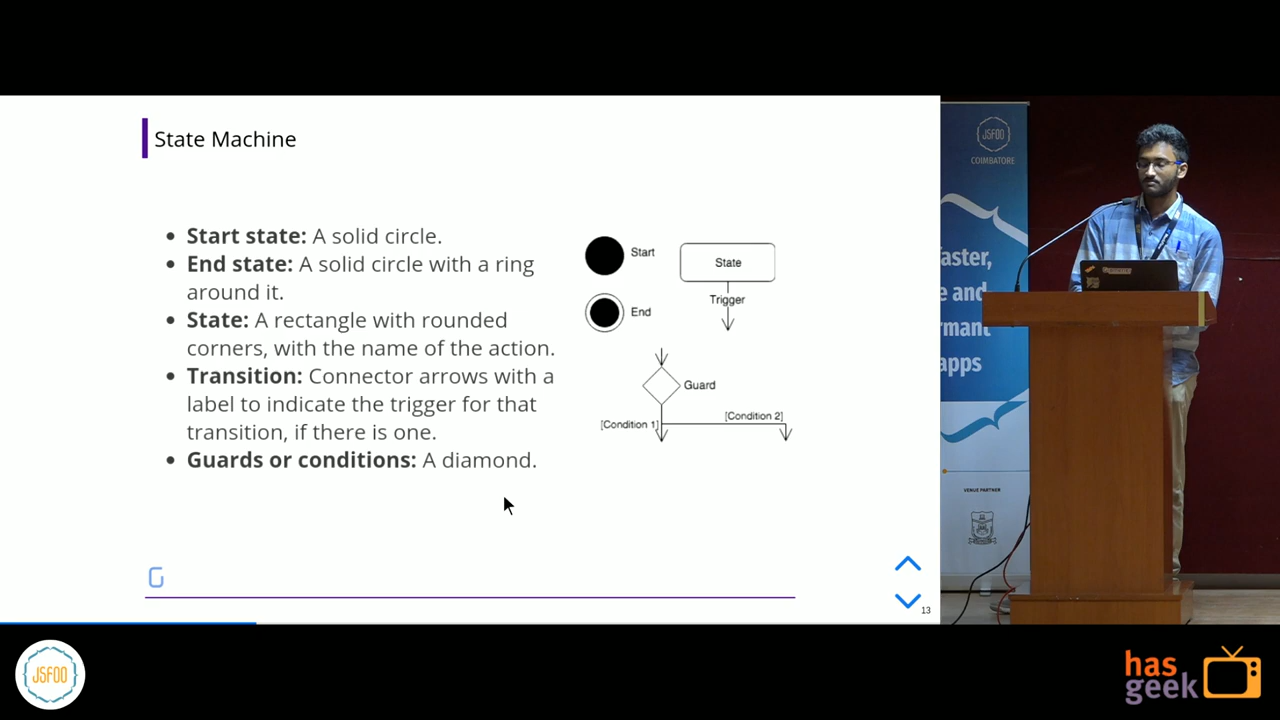 State Machine
Start state: A solid circle.
End state: A solid circle with a ring
around it.
State: A rectangle with rounded
corners, with the name of the action.
Transition: Connector arrows with a
label to indicate the trigger for that
transition, if there is one.
Guards or conditions: A diamond.
Start
State
Trigger
End
Guard
[Condition 1]
[Condition 2]
13
JSFOO
COIMBATORE
faster,
e and
rmant
apps
VENUE PARTNER
JSFOO
has
geek